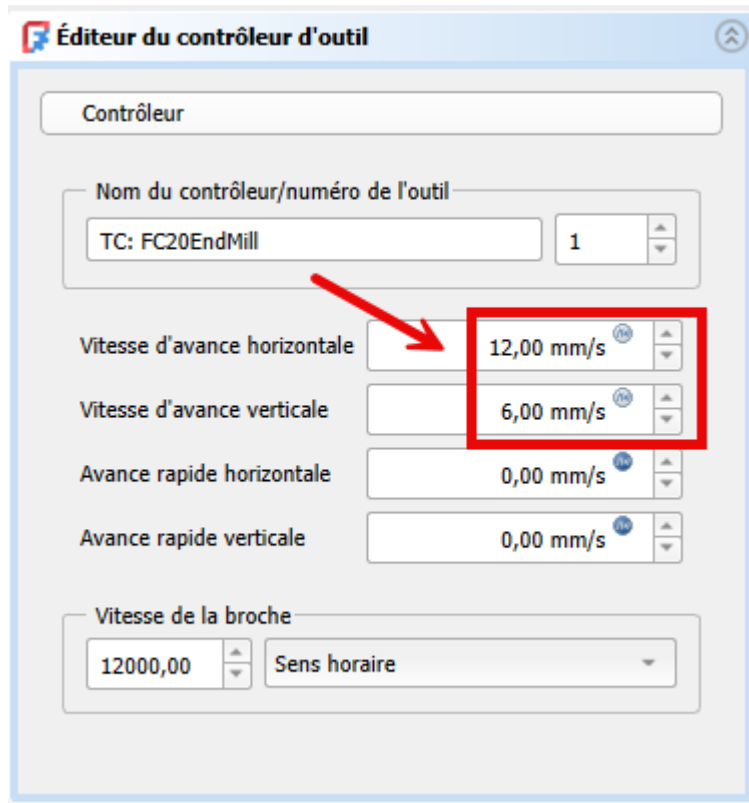 Éditeur du contrôleur d'outil
Contrôleur
Nom du contrôleur/numéro de l'outil
TC: FC20EndMill 1
Vitesse d'avance horizontale 12,00 mm/s
Vitesse d'avance verticale 6,00 mm/s
Avance rapide horizontale 0,00 mm/s
Avance rapide verticale 0,00 mm/s
Vitesse de la broche
12000,00 Sens horaire